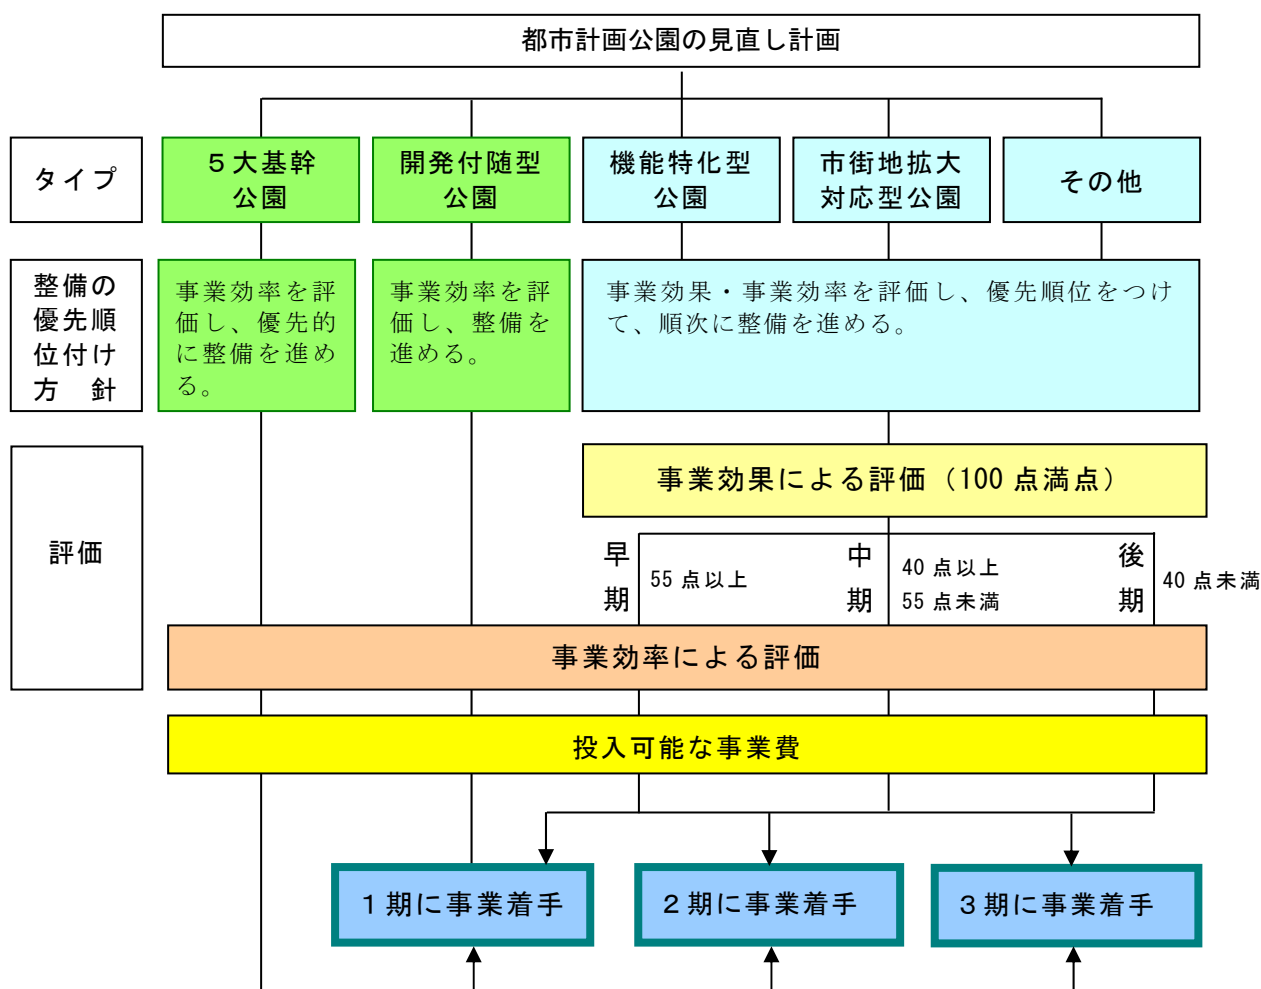 都市計画公園の見直し計画
タイプ
５大基幹
公園
開発付随型
公園
機能特化型
公園
市街地拡大
対応型公園
その他
整備の
優先順
位付け
方　針
事業効率を評
価し、優先的
に整備を進め
る。
事業効率を評
価し、整備を
進める。
事業効果・事業効率を評価し、優先順位をつけ
て、順次に整備を進める。
評価
事業効果による評価（100 点満点）
早
期
55 点以上
中
期
40 点以上
55 点未満
後
期
40 点未満
事業効率による評価
投入可能な事業費
１期に事業着手
２期に事業着手
３期に事業着手